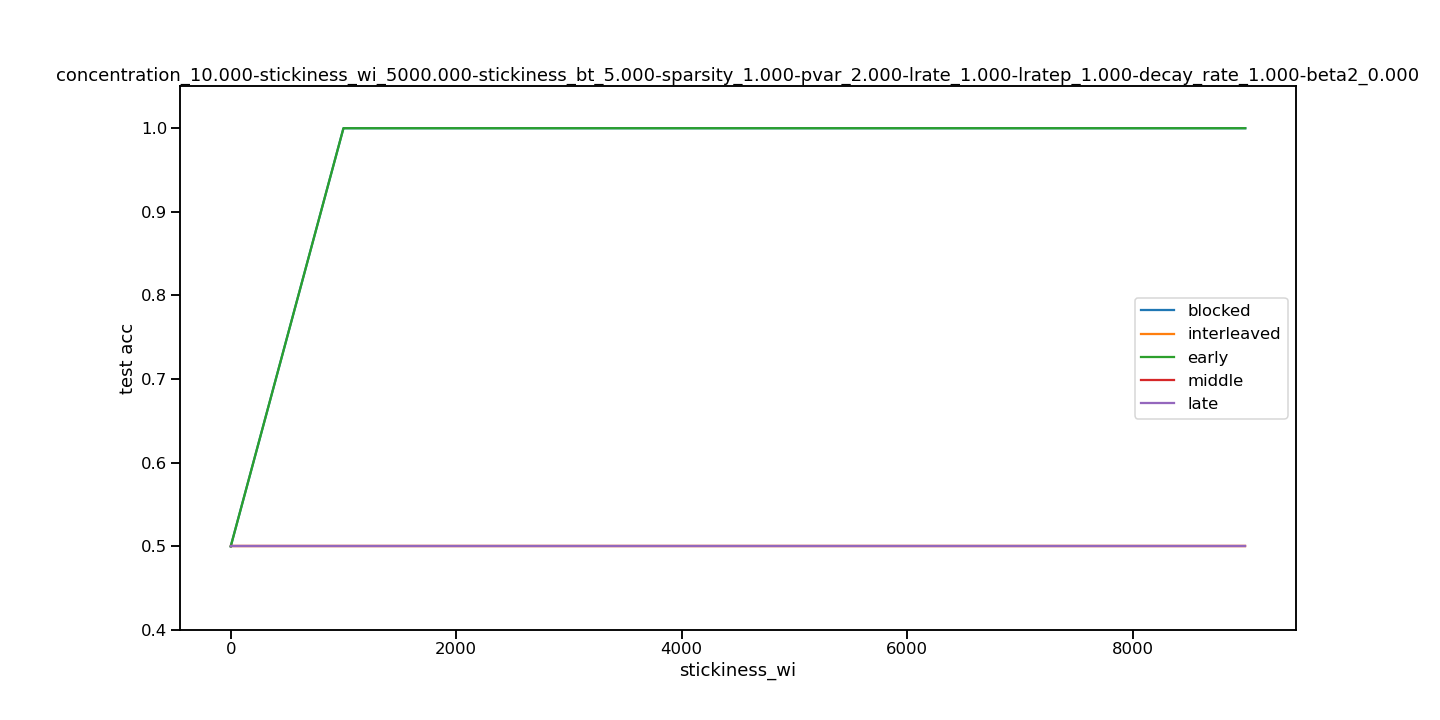 concentration_10.000-stickiness_wi_5000.000-stickiness_bt_5.000-sparsity_1.000-pvar_2.000-lrate_1.000-lratep_1.000-decay_rate_1.000-beta2_0.000
1.0
0.9
0.8
0.7
0.6
0.5
0.4
test acc
blocked
interleaved
early
middle
late
0 2000 4000 6000 8000
stickiness_wi